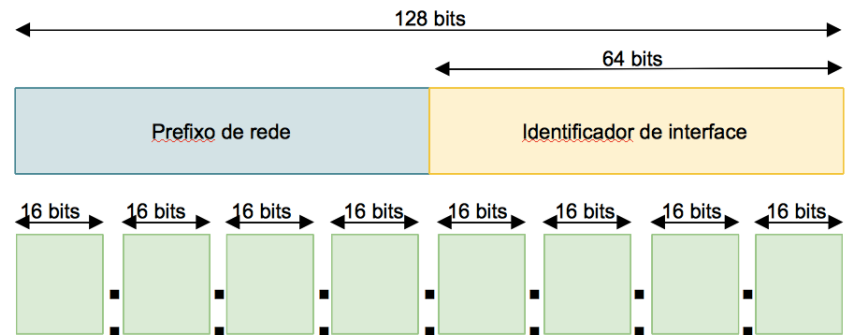 128 bits
64 bits
Prefixo de rede
Identificador de interface
16 bits 16 bits 16 bits 16 bits 16 bits 16 bits 16 bits 16 bits
: : : : : : :